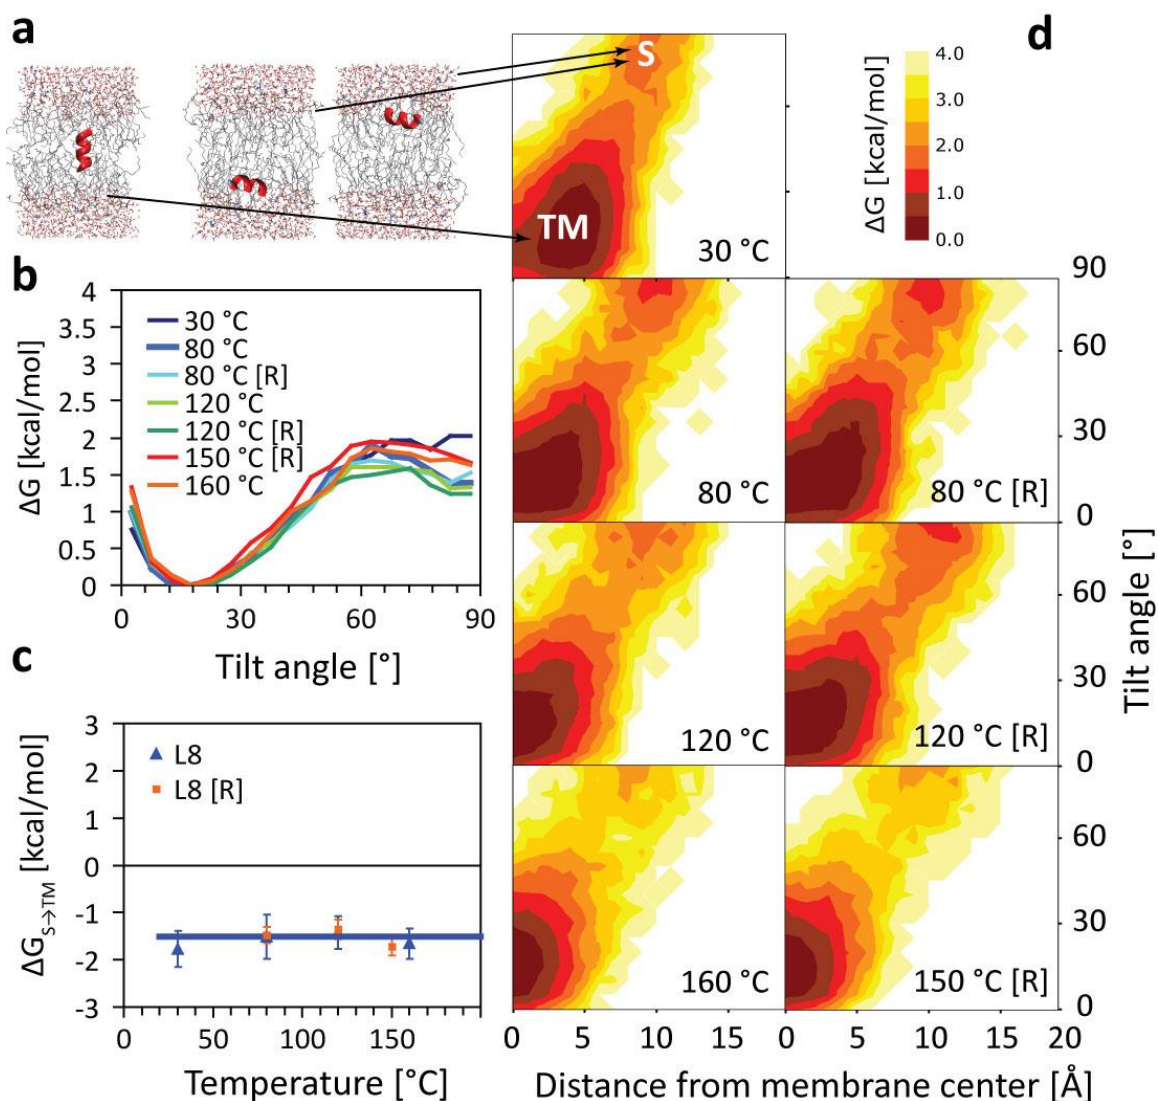 a
S
TM
30 °C
d
ΔG [kcal/mol]
4.0
3.0
1.0
0.0
b
ΔG [kcal/mol]
4
3.5
3
2.5
2
1.5
1
0.5
0
30 °C
80 °C
80 °C [R]
120 °C
120 °C [R]
150 °C [R]
160 °C
0
30
60
90
Tilt angle [°]
c
ΔG S→TM [kcal/mol]
3
2
1
0
-1
-2
-3
L8
L8 [R]
0
50
100
150
Temperature [°C]
80 °C
80 °C [R]
120 °C
120 °C [R]
160 °C
150 °C [R]
90
60
30
0
60
30
0
60
30
0
Tilt angle [°]
0
5
10
15
0
5
10
15
20
Distance from membrane center [Å]